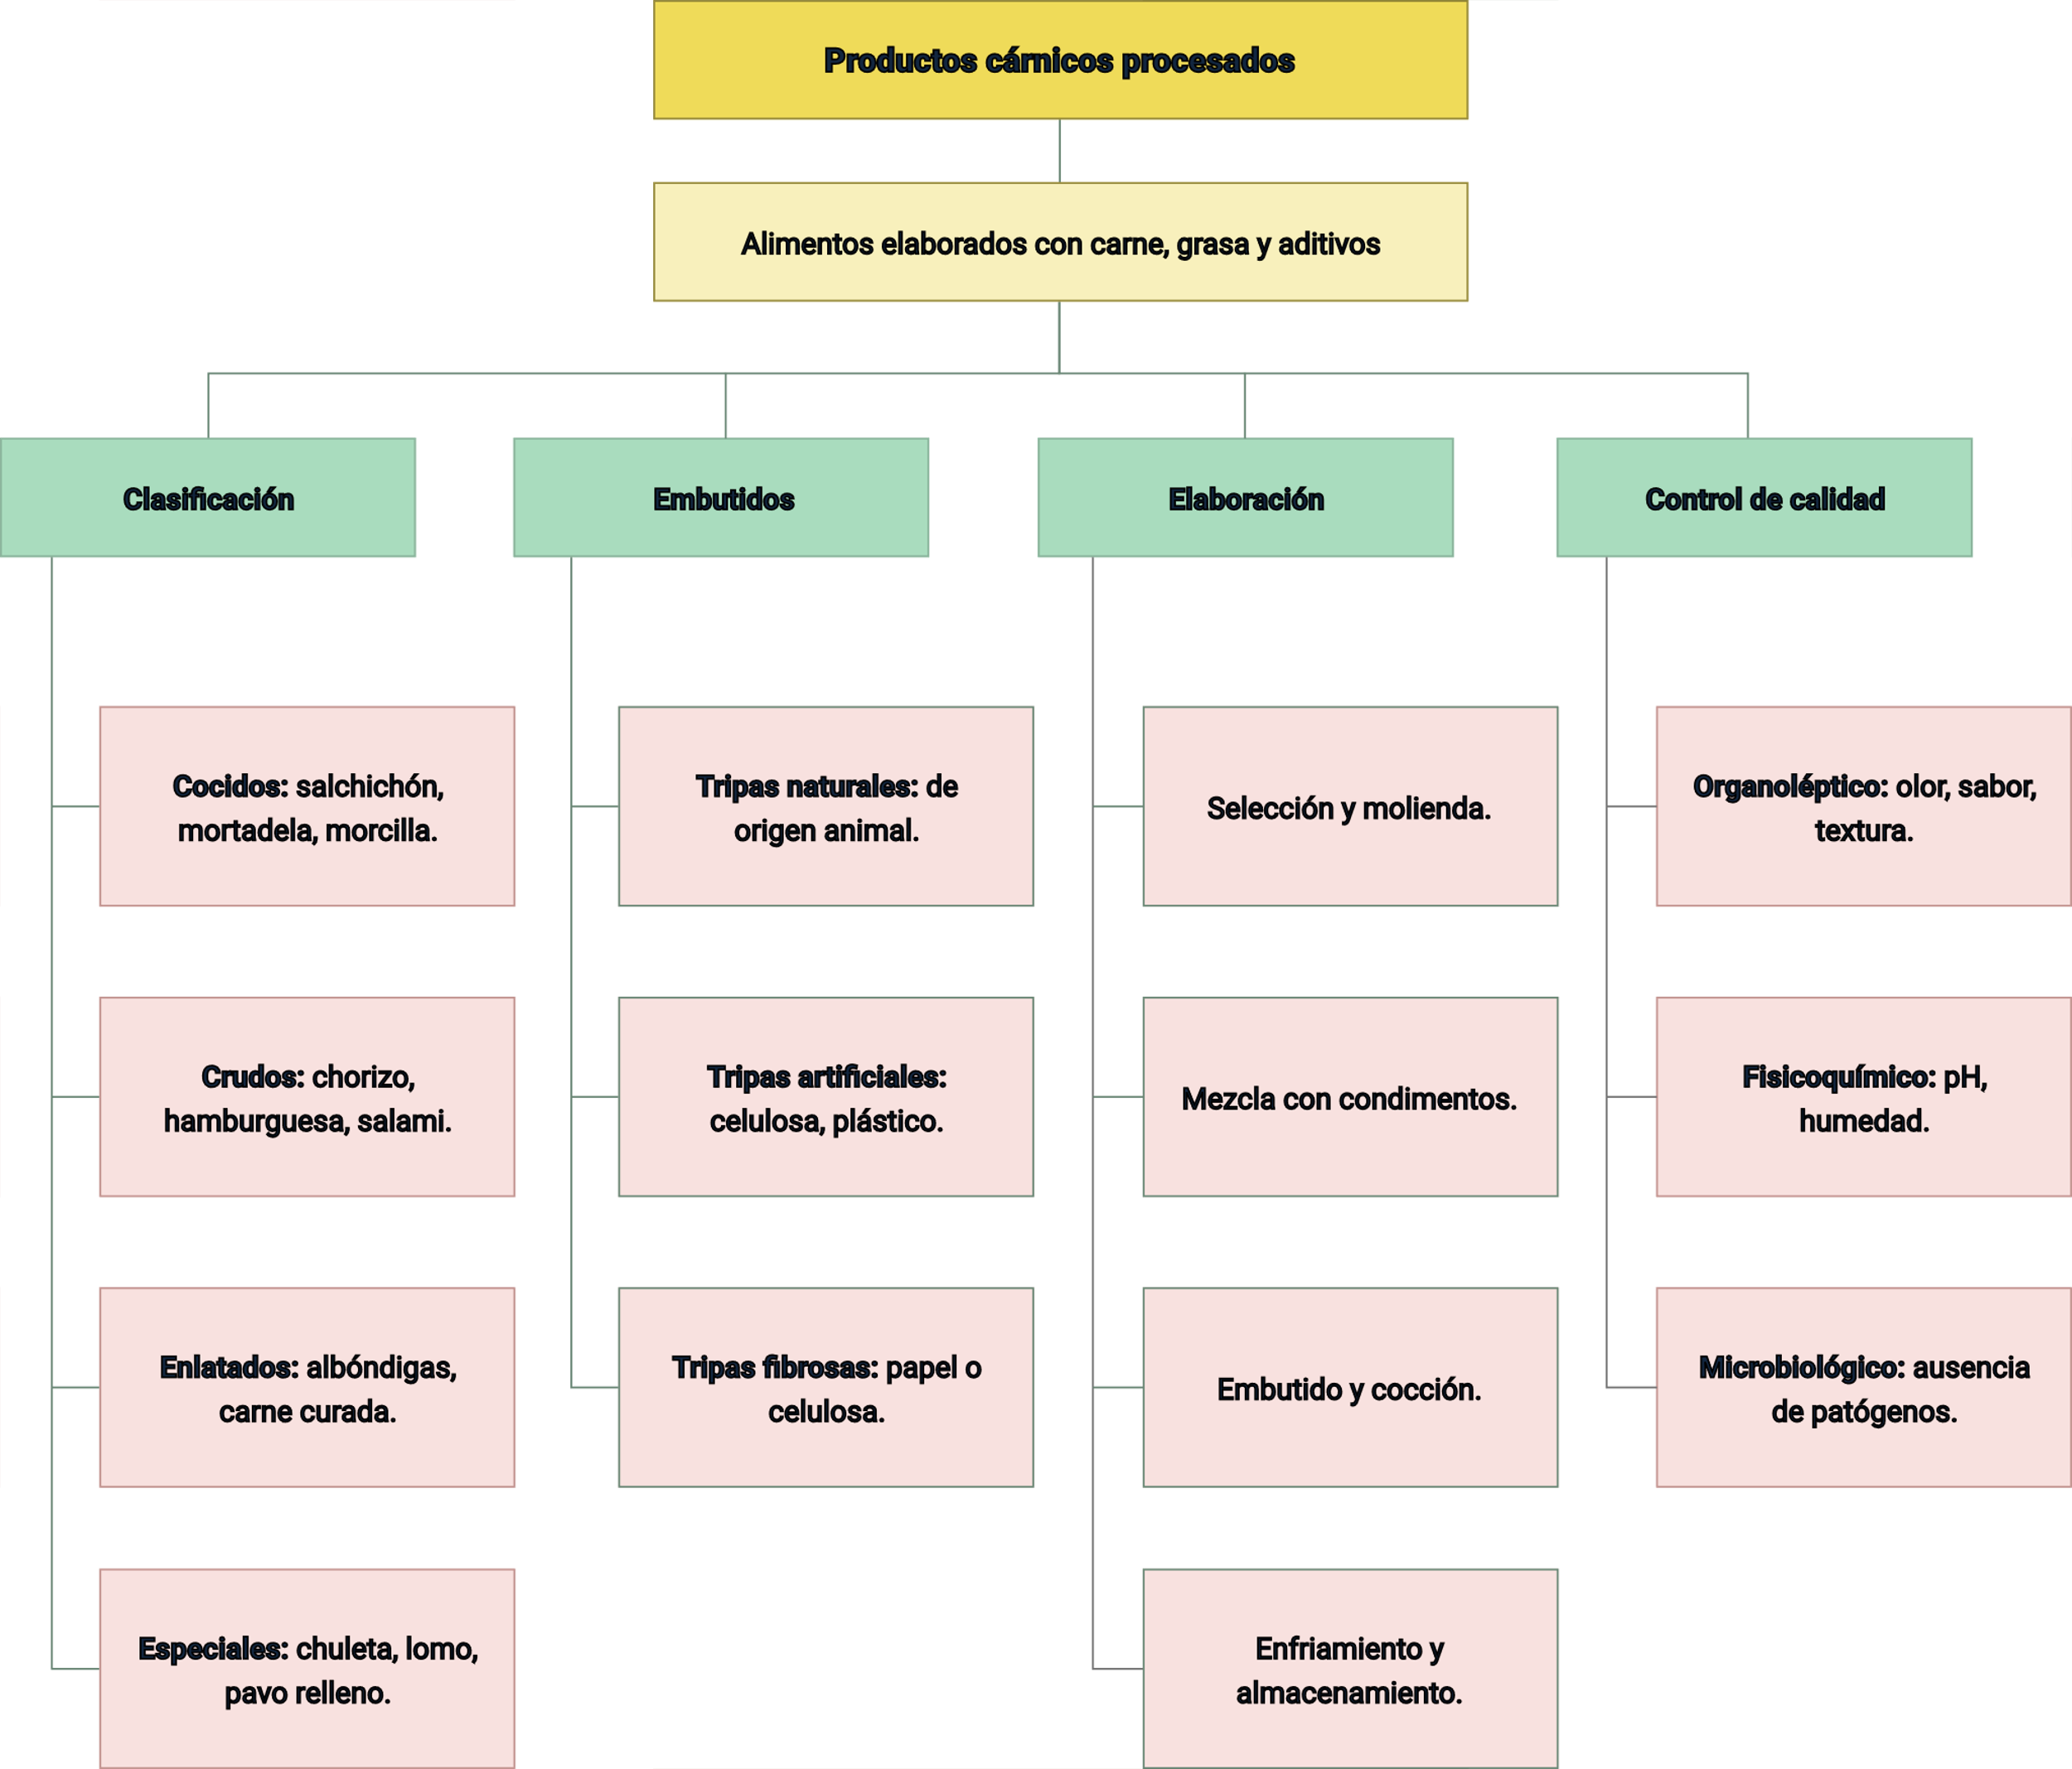 Productos cárnicos procesados
Alimentos elaborados con carne, grasa y aditivos
Clasificación
Cocidos: salchichón,
mortadela, morcilla.
Crudos: chorizo,
hamburguesa, salami.
Enlatados: albóndigas,
carne curada.
Especiales: chuleta, lomo,
pavo relleno.
Embutidos
Tripas naturales: de
origen animal.
Tripas artificiales:
celulosa, plástico.
Tripas fibrosas: papel o
celulosa.
Elaboración
Selección y molienda.
Mezcla con condimentos.
Embutido y cocción.
Enfriamiento y
almacenamiento.
Control de calidad
Organoléptico: olor, sabor,
textura.
Fisicoquímico: pH,
humedad.
Microbiológico: ausencia
de patógenos.